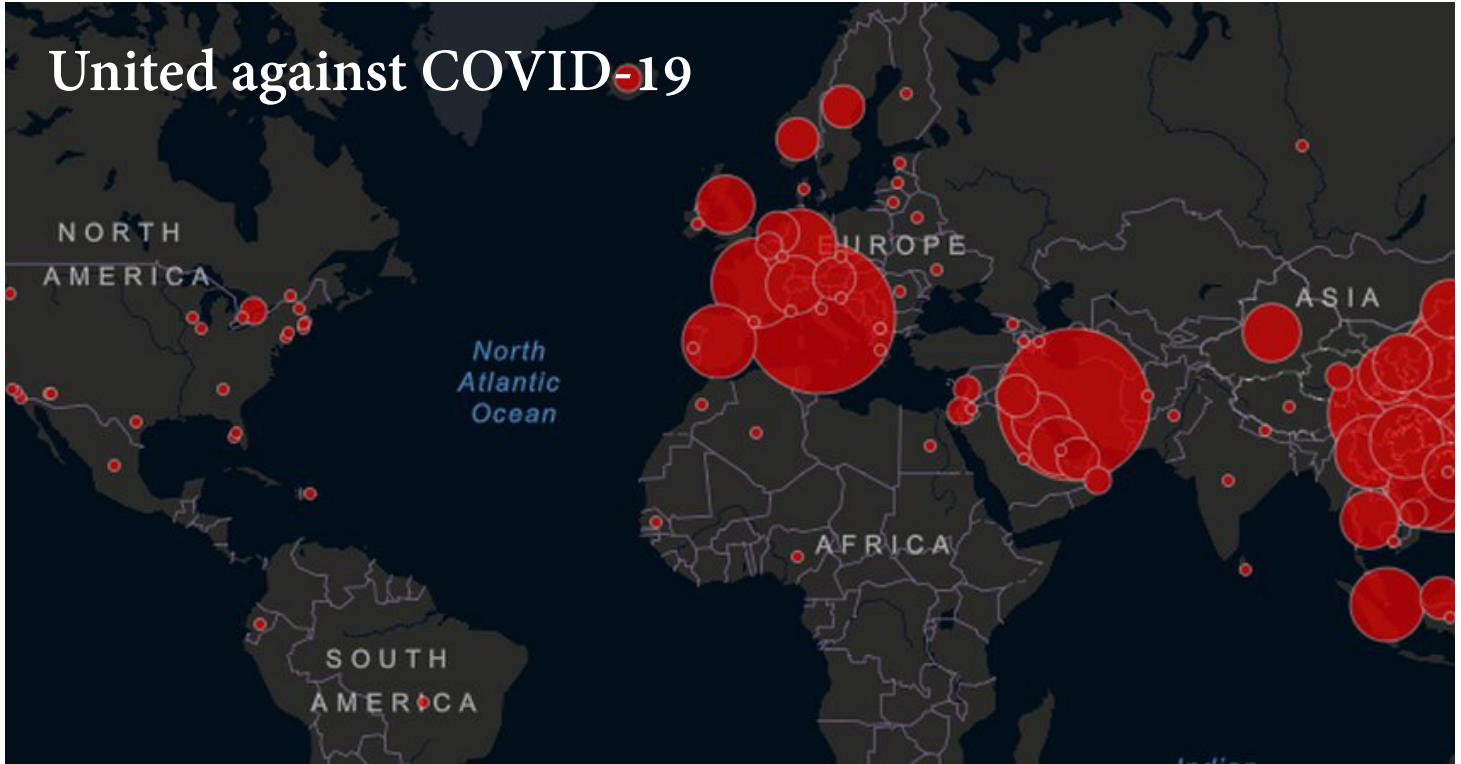 United against COVID-19
NORTH
AMERICA
EUROPE
ASIA
North
Atlantic
Ocean
AFRICA
SOUTH
AMERICA